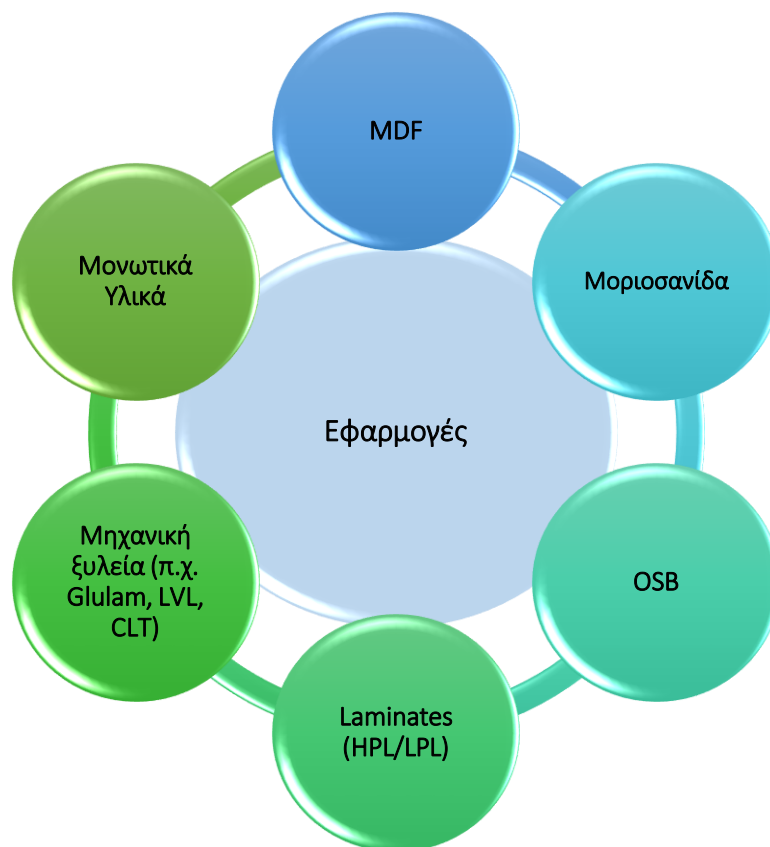 MDF
Μοριοσανίδα
OSB
Laminates
(HPL/LPL)
Μηχανική
ξυλεία (π.χ.
Glulam, LVL,
CLT)
Μονωτικά
Υλικά
Εφαρμογές